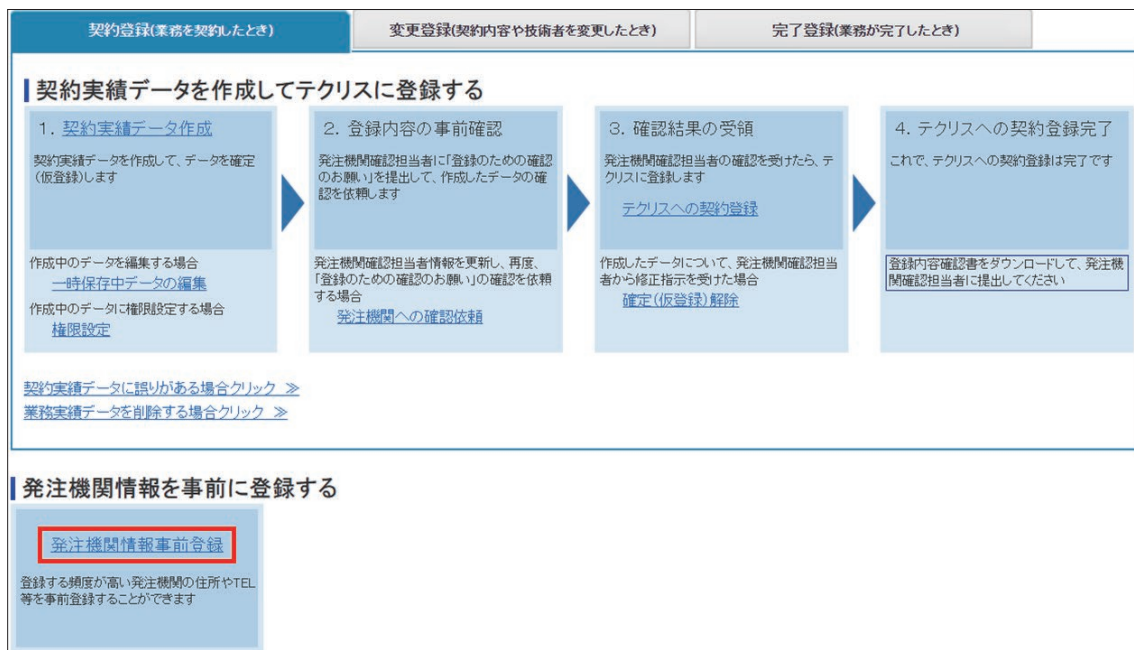 契約登録(業務を契約したとき)
変更登録(契約内容や技術者を変更したとき)
完了登録(業務が完了したとき)
契約実績データを作成してテクリスに登録する
1. 契約実績データ作成
契約実績データを作成して、データを確定
(仮登録)します
作成中のデータを編集する場合
一時保存中データの編集
作成中のデータに権限設定する場合
権限設定
2. 登録内容の事前確認
発注機関確認担当者に「登録のための確認
のお願い」を提出して、作成したデータの確
認を依頼します
発注機関確認担当者情報を更新し、再度、
「登録のための確認のお願い」の確認を依頼
する場合
発注機関への確認依頼
3. 確認結果の受領
発注機関確認担当者の確認を受けたら、テ
クリスに登録します
テクリスへの契約登録
作成したデータについて、発注機関確認担当
者から修正指示を受けた場合
確定(仮登録)解除
4. テクリスへの契約登録完了
これで、テクリスへの契約登録は完了です
登録内容確認書をダウンロードして、発注機
関確認担当者に提出してください
契約実績データに誤りがある場合クリック ≫
業務実績データを削除する場合クリック ≫
発注機関情報を事前に登録する
発注機関情報事前登録
登録する頻度が高い発注機関の住所やTEL
等を事前登録することができます